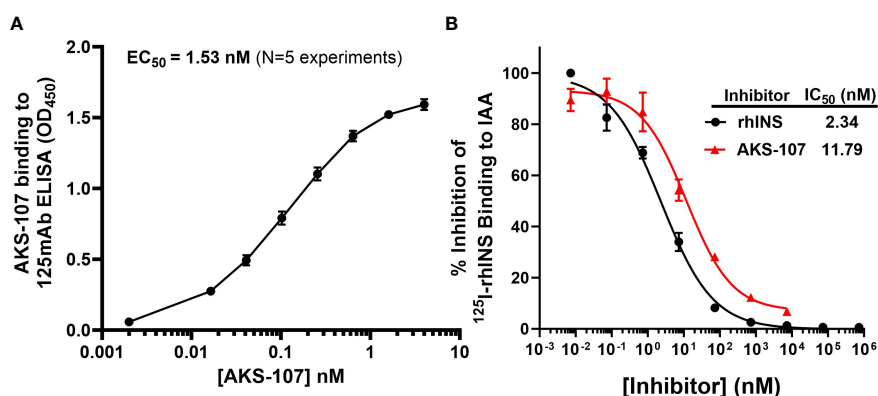 A
EC50 = 1.53 nM (N=5 experiments)
AKS-107 binding to
125mAb ELISA (OD450)
2.0
1.5
1.0
0.5
0.0
0.001
0.01
0.1
1
10
[AKS-107] nM
B
% Inhibition of
125I-rhINS Binding to IAA
100
80
60
40
20
0
Inhibitor IC50 (nM)
rhINS 2.34
AKS-107 11.79
10-3 10-2 10-1 100 101 102 103 104 105 106
[Inhibitor] (nM)